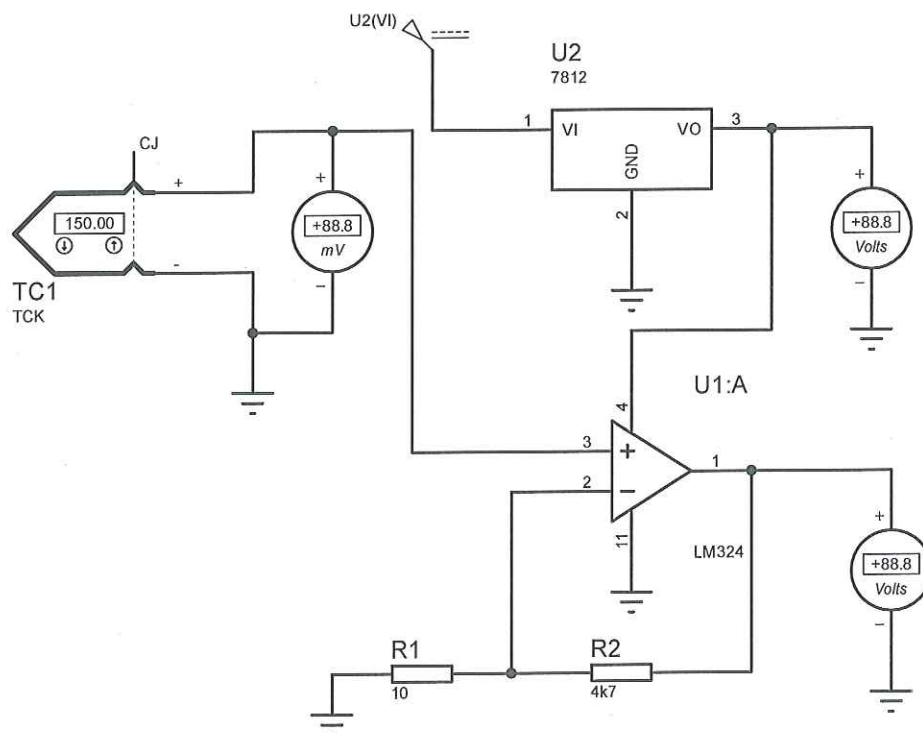 U2(VI)
U2
7812
1
VI
VO
3
GND
2
CJ
+
-
150.00
TC1
TCK
+
+88.8
mV
−
+
+88.8
Volts
−
U1:A
4
3
+
2
−
1
11
LM324
+
+88.8
Volts
−
R1
10
R2
4k7